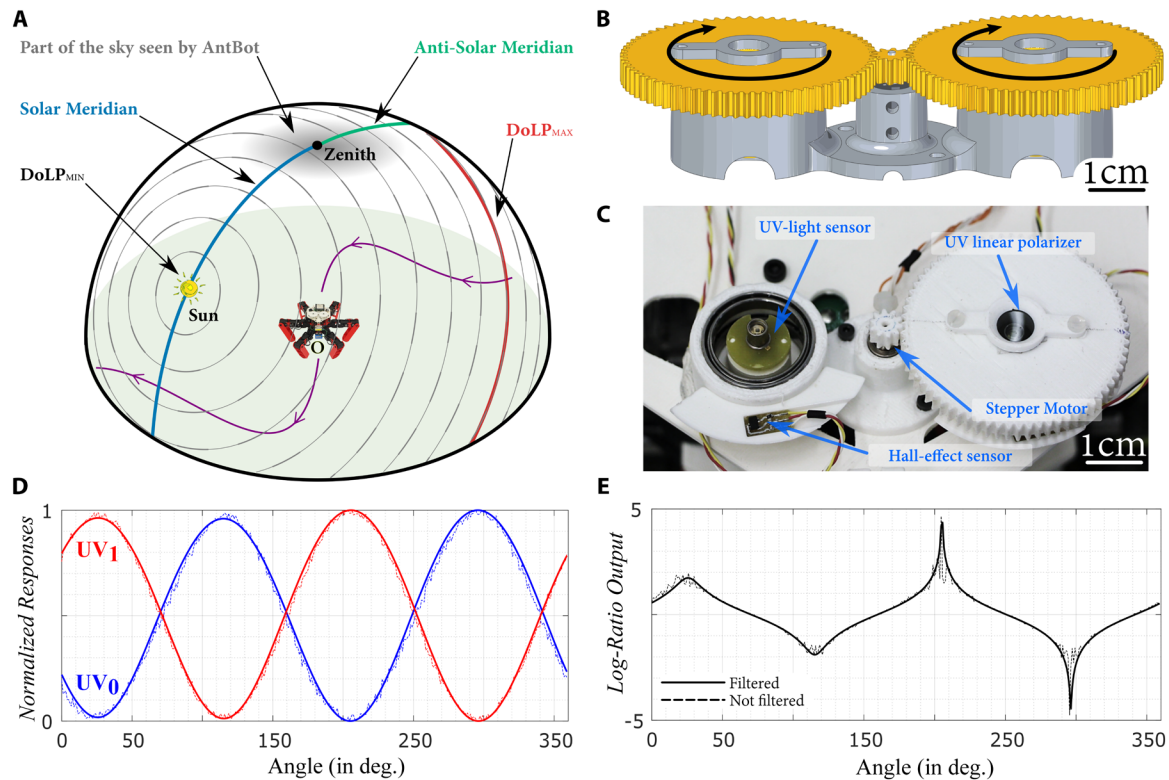 A
Part of the sky seen by AntBot
Anti-Solar Meridian
Solar Meridian
DoLPMAX
Zenith
DoLPMIN
Sun
O
B
1cm
C
UV-light sensor
UV linear polarizer
Stepper Motor
Hall-effect sensor
1cm
D
Normalized Responses
1
UV1
UV0
0
0 50 150 250 350
Angle (in deg.)
E
Log-Ratio Output
5
Filtered
Not filtered
-5
0 50 150 250 350
Angle (in deg.)